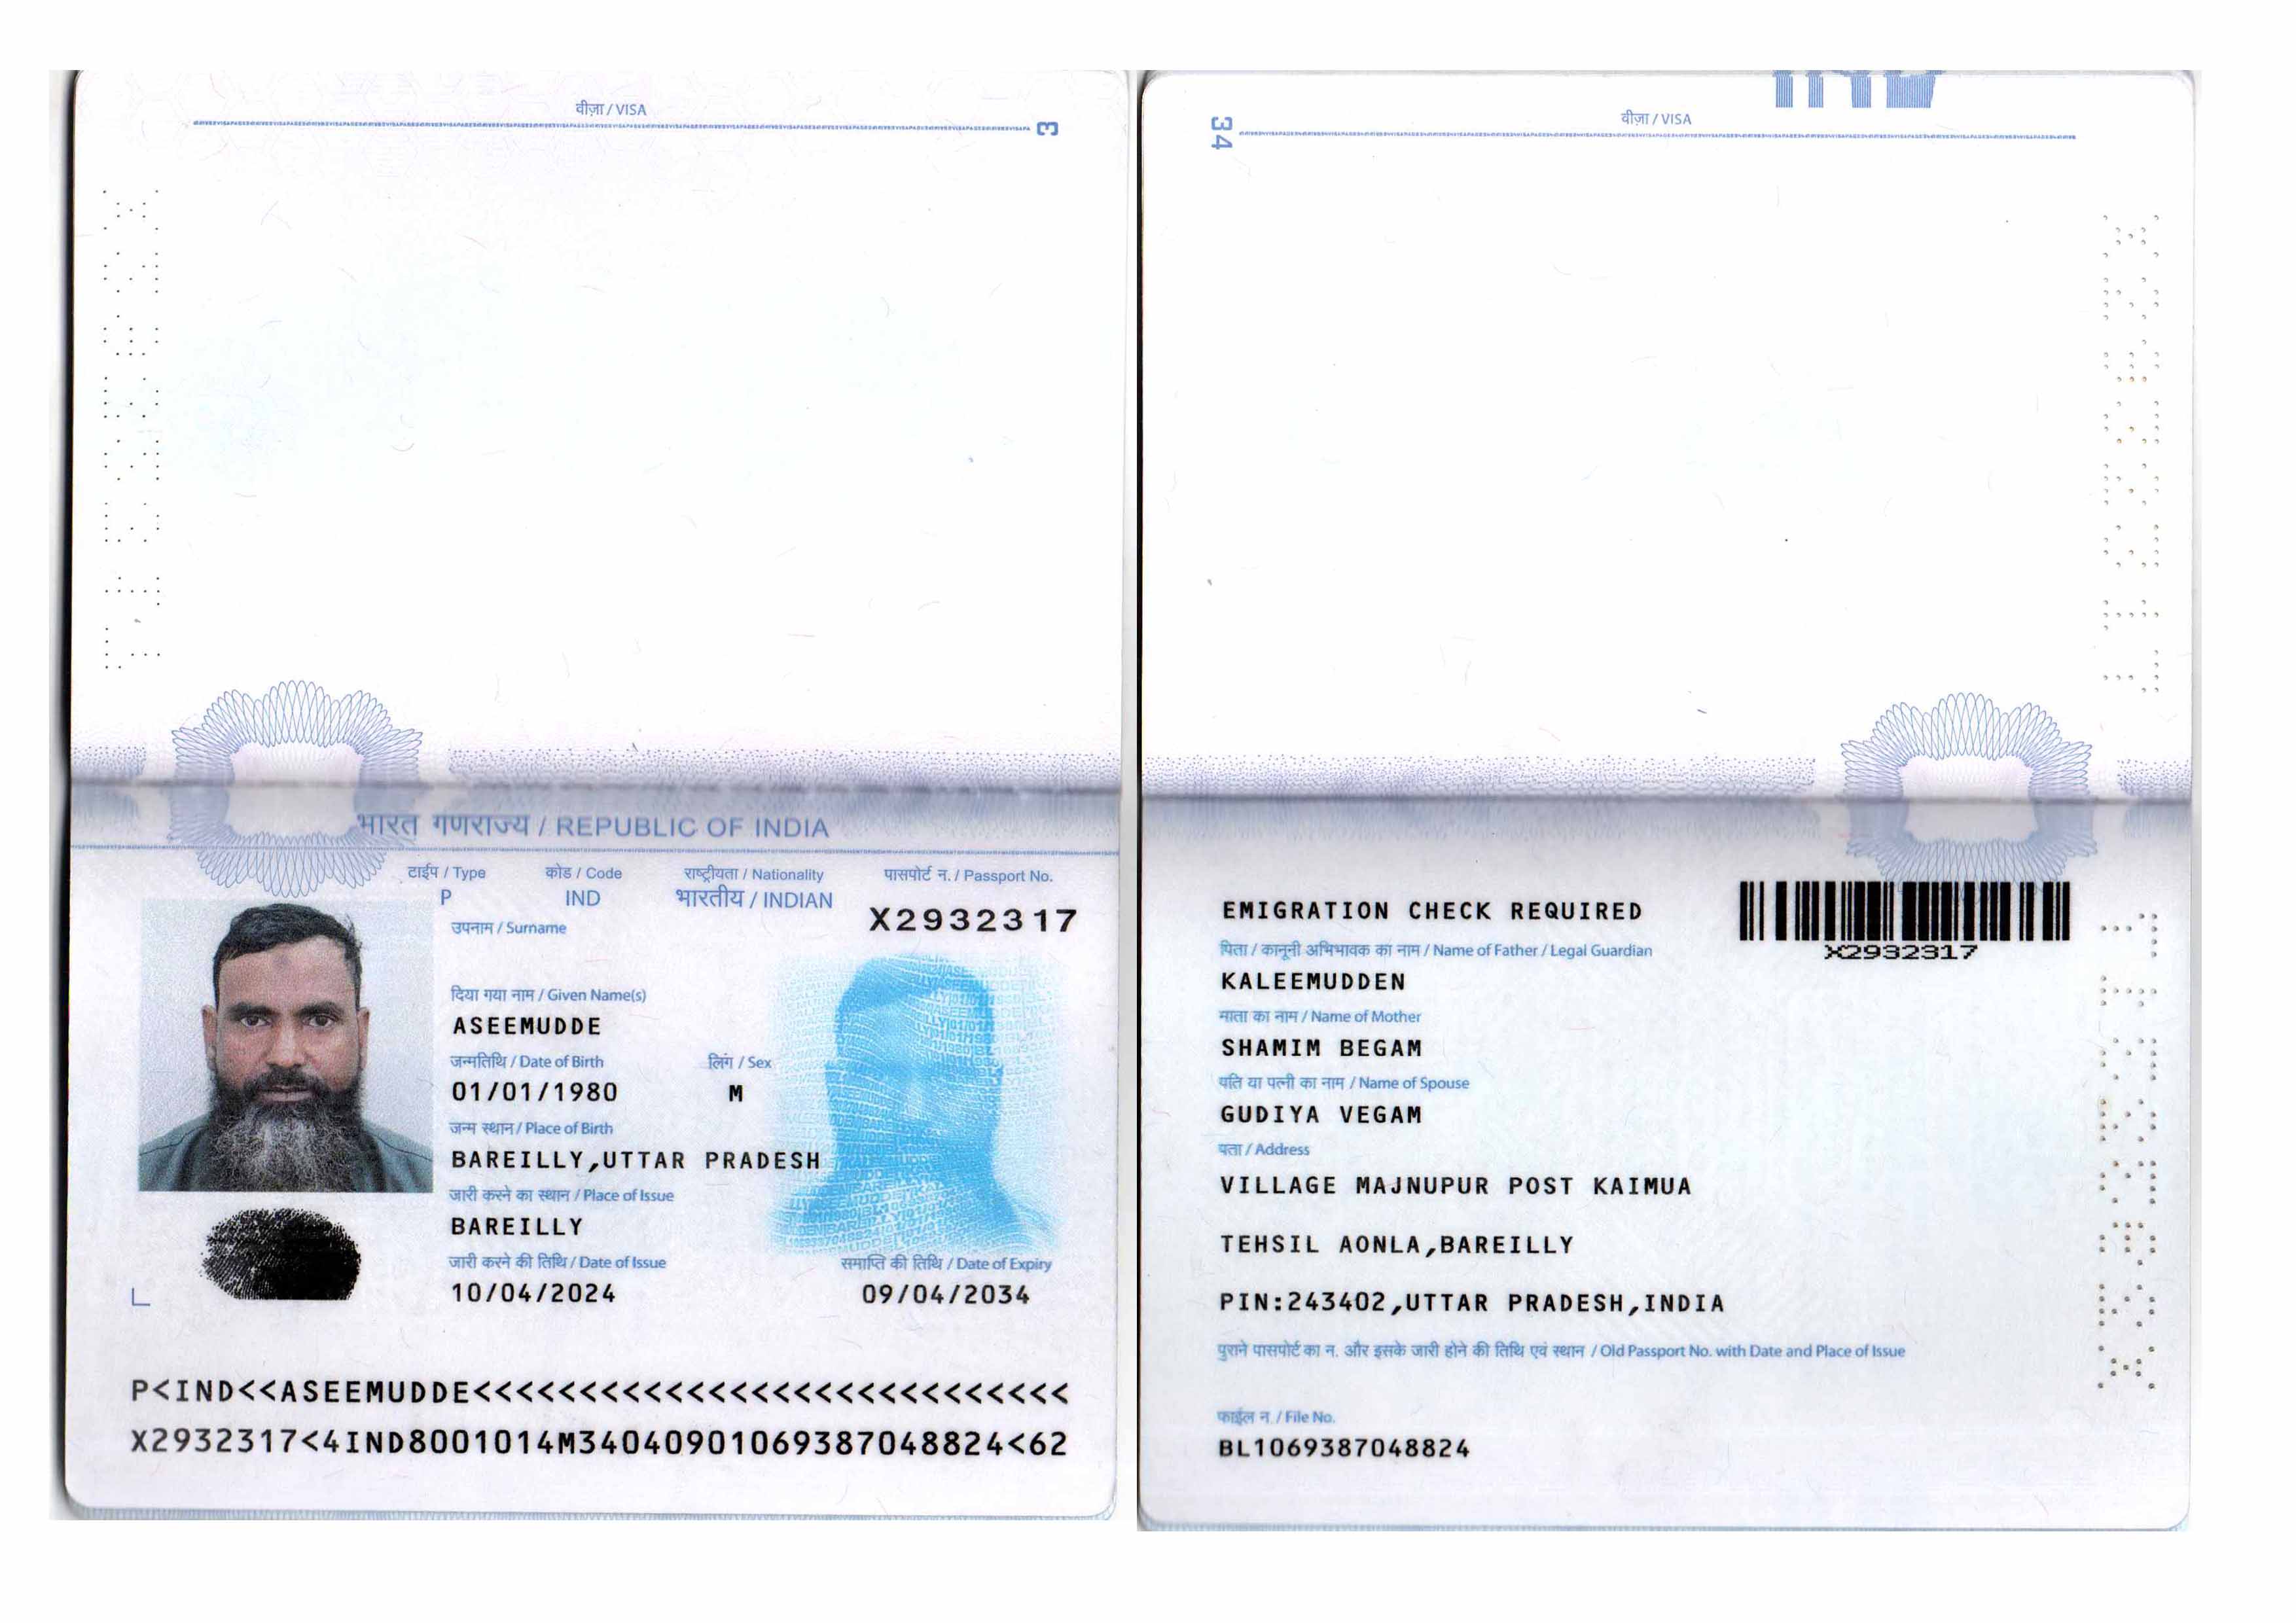 वीज़ा / VISA
3
भारत गणराज्य / REPUBLIC OF INDIA
टाईप / Type
P
कोड / Code
IND
राष्ट्रीयता / Nationality
भारतीय / INDIAN
पासपोर्ट न. / Passport No.
X2932317
उपनाम / Surname
दिया गया नाम / Given Name(s)
ASEEMUDDE
जन्मतिथि / Date of Birth
01/01/1980
लिंग / Sex
M
जन्म स्थान / Place of Birth
BAREILLY,UTTAR PRADESH
जारी करने का स्थान / Place of Issue
BAREILLY
जारी करने की तिथि / Date of Issue
10/04/2024
समाप्ति की तिथि / Date of Expiry
09/04/2034
P<IND<<ASEEMUDDE<<<<<<<<<<<<<<<<<<<<<<<<<<<<
X2932317<4IND8001014M34040901069387048824<62
वीज़ा / VISA
34
EMIGRATION CHECK REQUIRED
X2932317
पिता / कानूनी अभिभावक का नाम / Name of Father / Legal Guardian
KALEEMUDDEN
माता का नाम / Name of Mother
SHAMIM BEGAM
पति या पत्नी का नाम / Name of Spouse
GUDIYA VEGAM
पता / Address
VILLAGE MAJNUPUR POST KAIMUA
TEHSIL AONLA,BAREILLY
PIN:243402,UTTAR PRADESH,INDIA
पुराने पासपोर्ट का न. और इसके जारी होने की तिथि एवं स्थान / Old Passport No. with Date and Place of Issue
फाईल न. / File No.
BL1069387048824